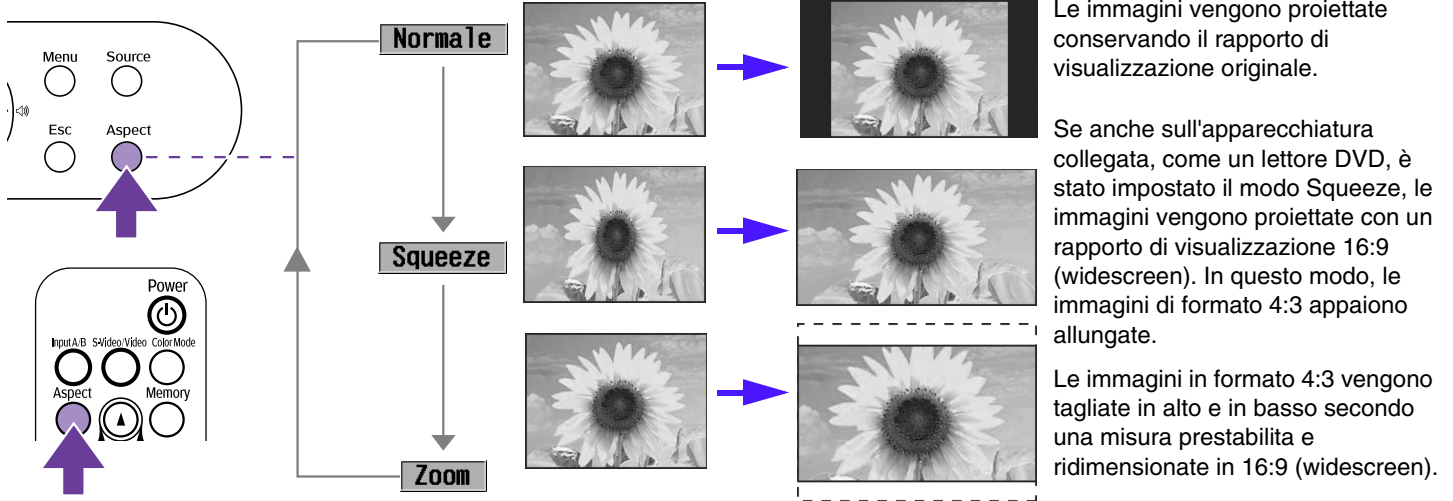 Menu
Source
Esc
Aspect
Power
Input A/B
S-Video/Video
Color Mode
Aspect
Memory
Normale
Squeeze
Zoom
Le immagini vengono proiettate
conservando il rapporto di
visualizzazione originale.
Se anche sull'apparecchiatura
collegata, come un lettore DVD, è
stato impostato il modo Squeeze, le
immagini vengono proiettate con un
rapporto di visualizzazione 16:9
(widescreen). In questo modo, le
immagini di formato 4:3 appaiono
allungate.
Le immagini in formato 4:3 vengono
tagliate in alto e in basso secondo
una misura prestabilita e
ridimensionate in 16:9 (widescreen).